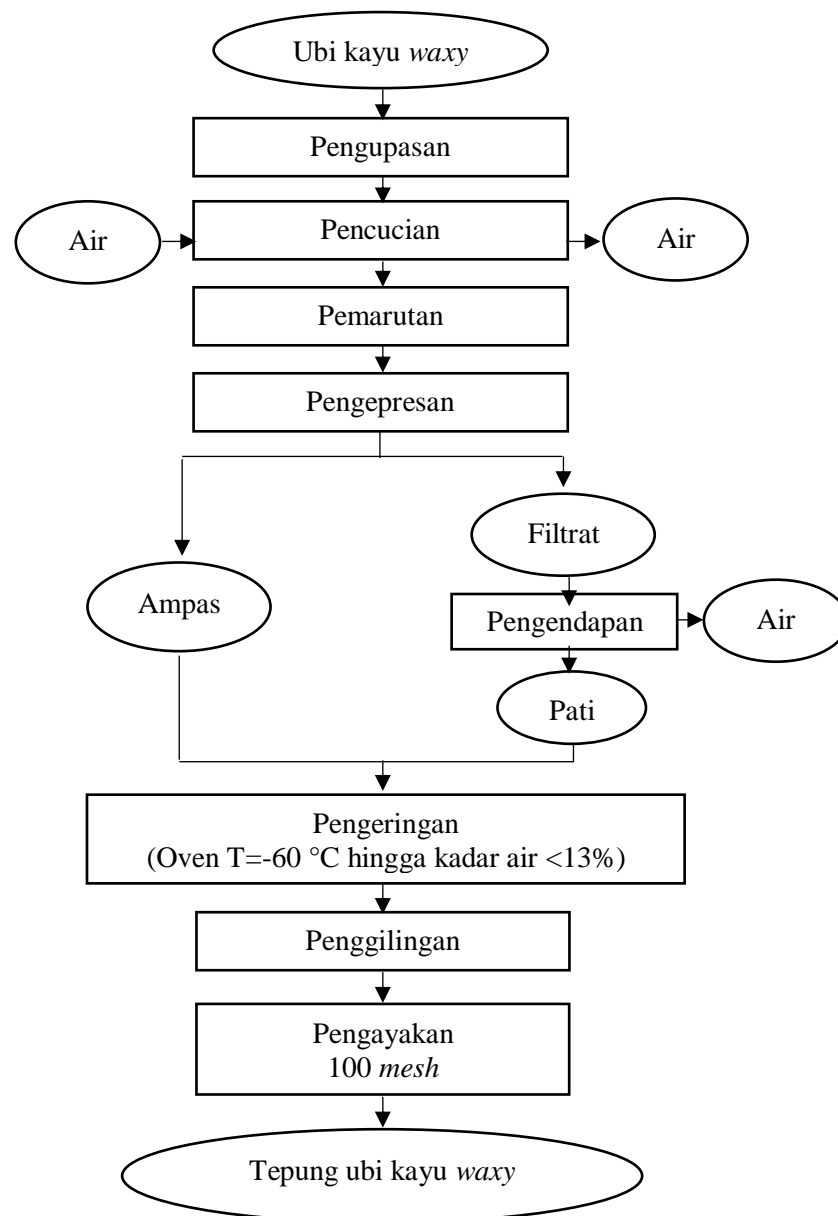 Ubi kayu waxy
Pengupasan
Air
Pencucian
Air
Pemarutan
Pengepresan
Filtrat
Ampas
Pengendapan
Air
Pati
Pengeringan
(Oven T=-60 °C hingga kadar air <13%)
Penggilingan
Pengayakan
100 mesh
Tepung ubi kayu waxy